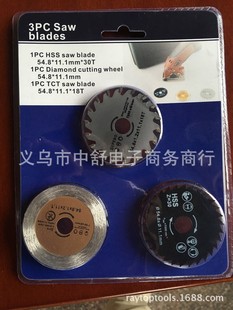 3PC Saw
blades
1PC HSS saw blade
54.8*11.1mm*30T
1PC Diamond cutting wheel
54.8*11.1mm
1PC TCT saw blade
54.8*11.1*18T
义乌市中舒电子商务商行
HSS
http://raytoptools.1688.com